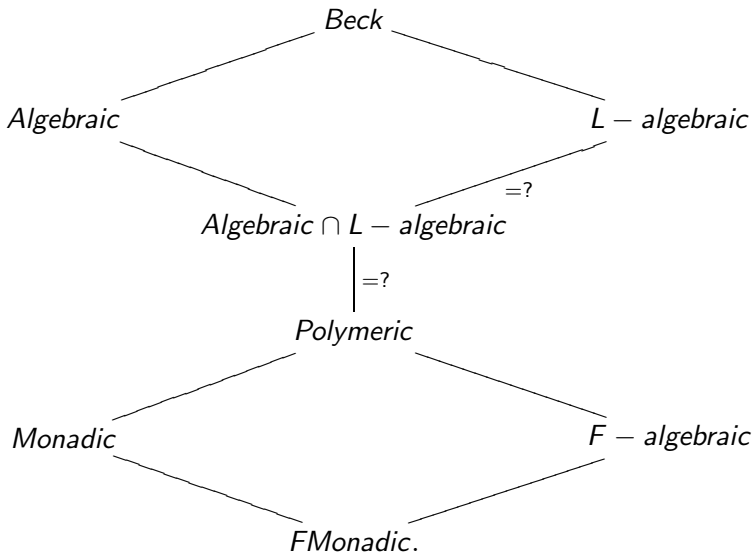 Beck
Algebraic
L − algebraic
=?
Algebraic ∩ L − algebraic
=?
Polymeric
Monadic
F − algebraic
FMonadic.